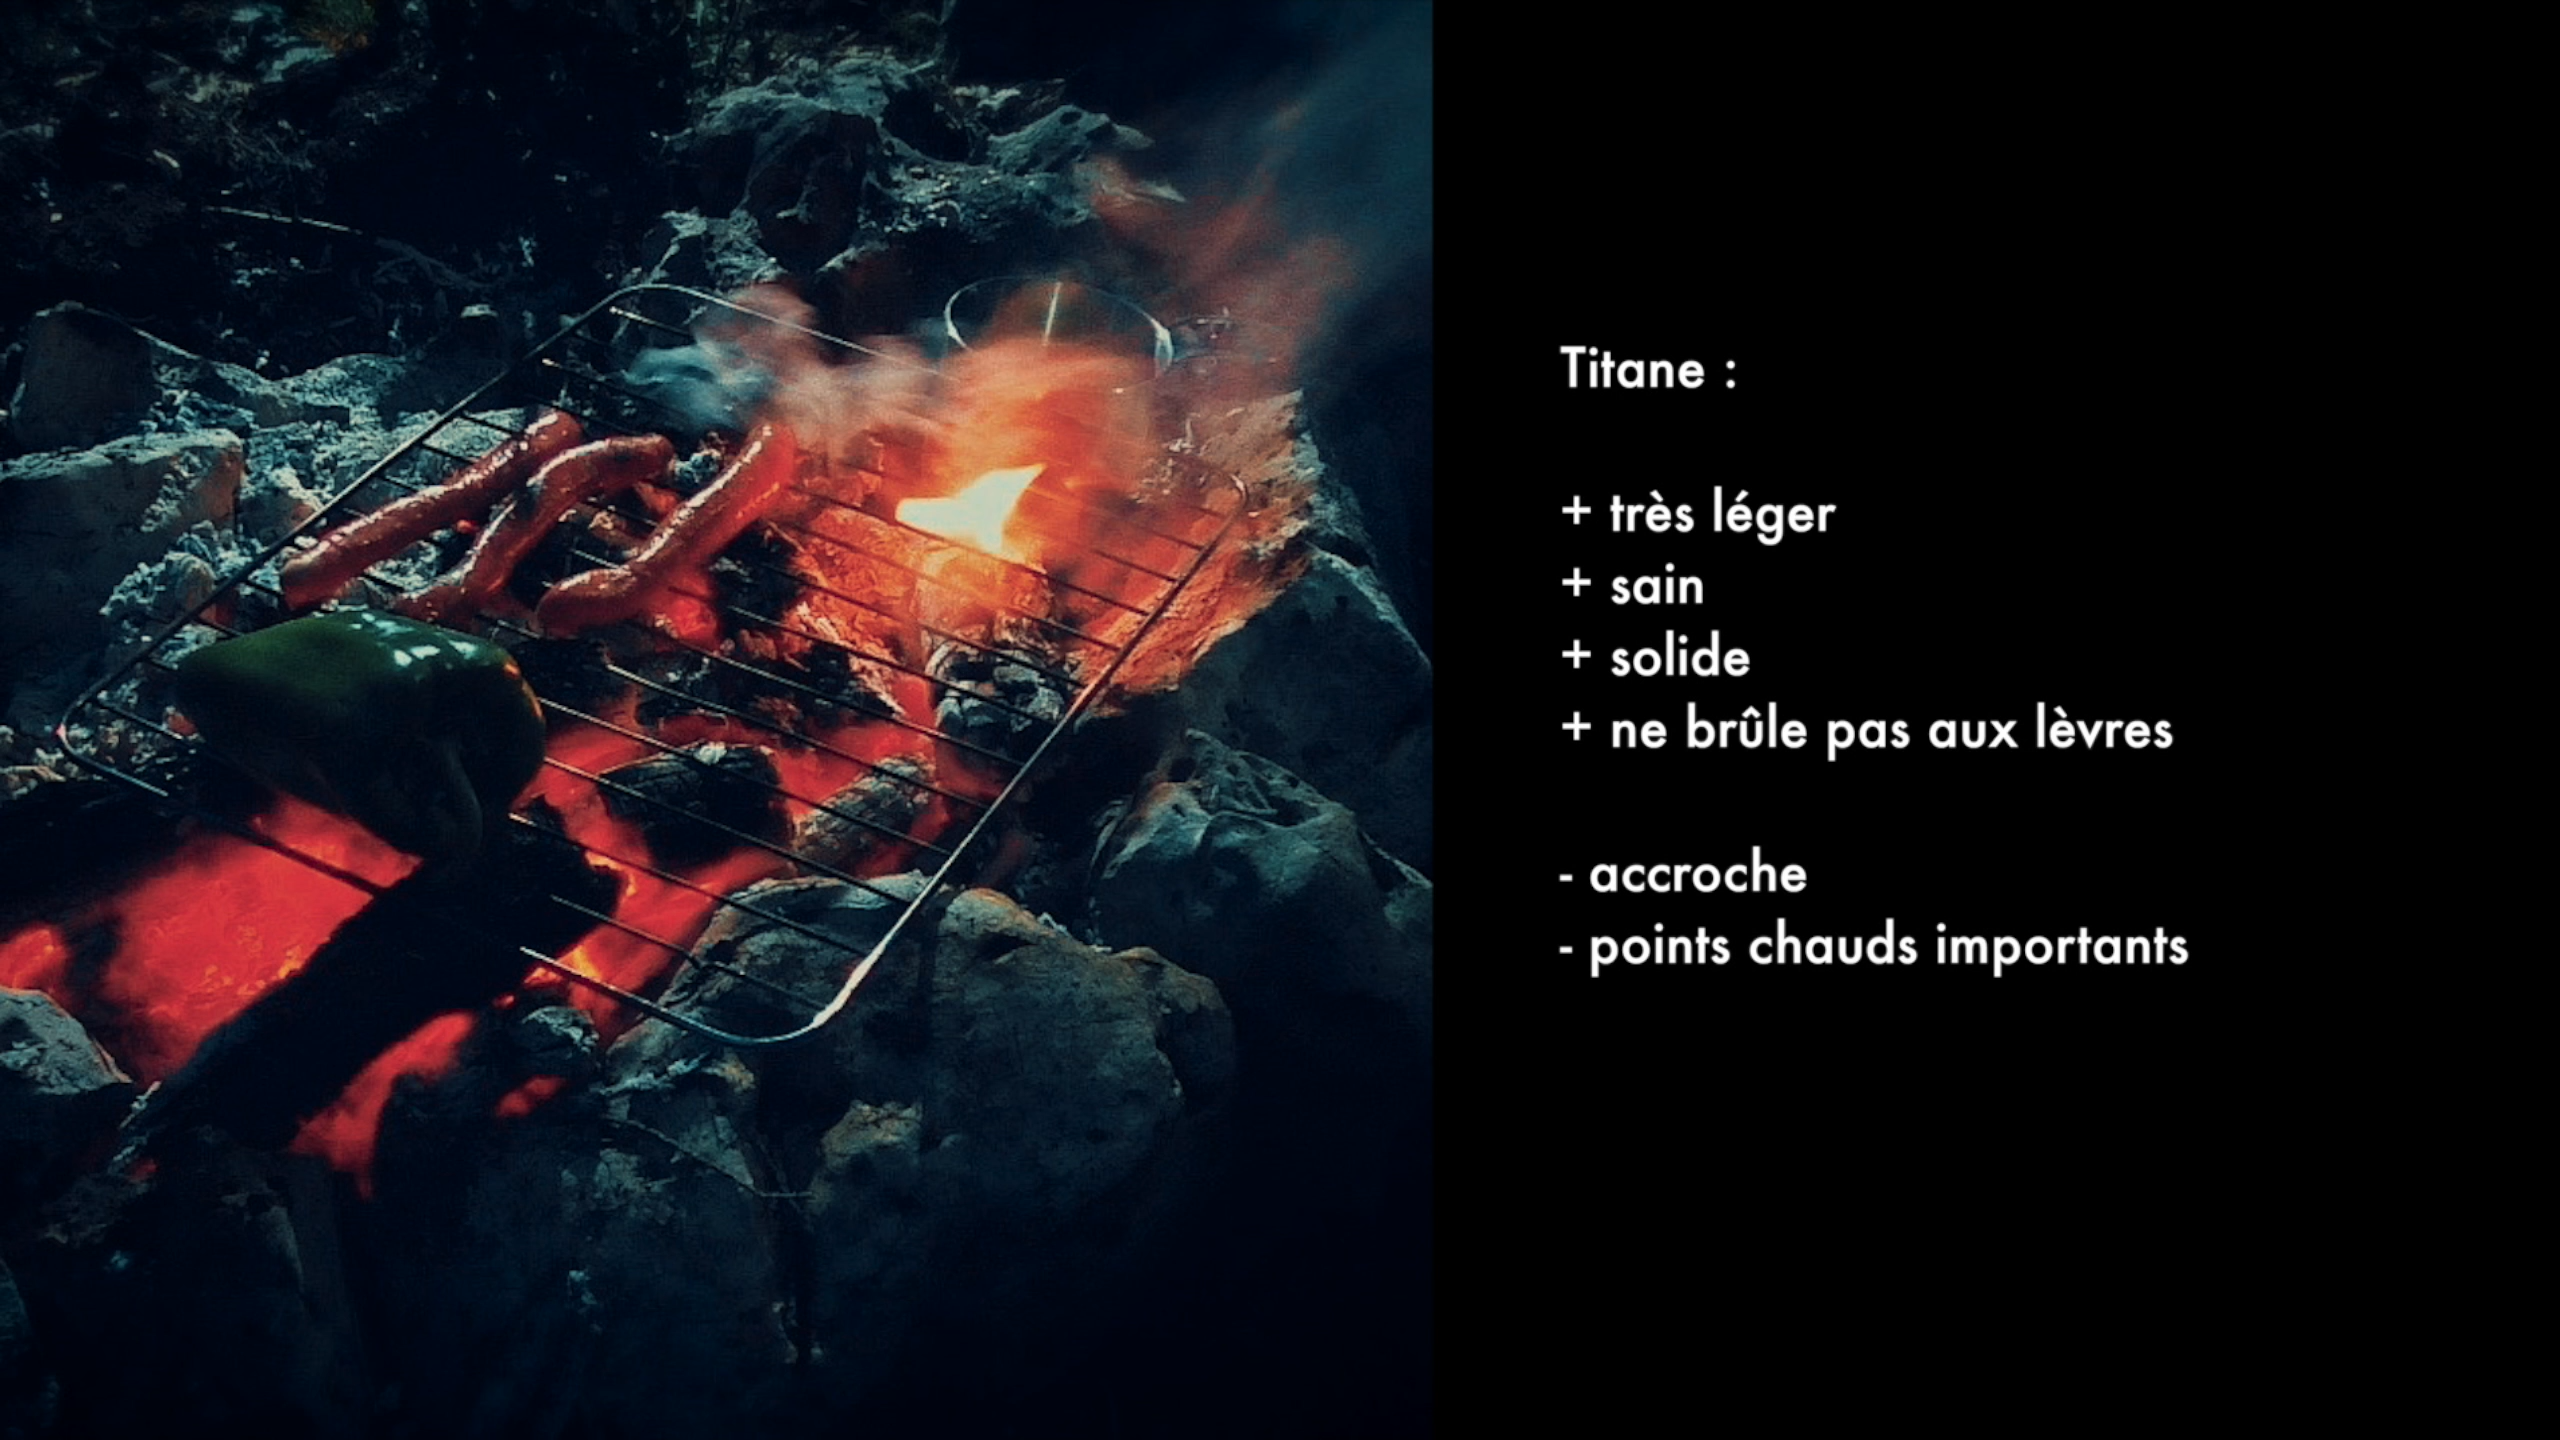 Titane :
+ très léger
+ sain
+ solide
+ ne brûle pas aux lèvres
- accroche
- points chauds importants